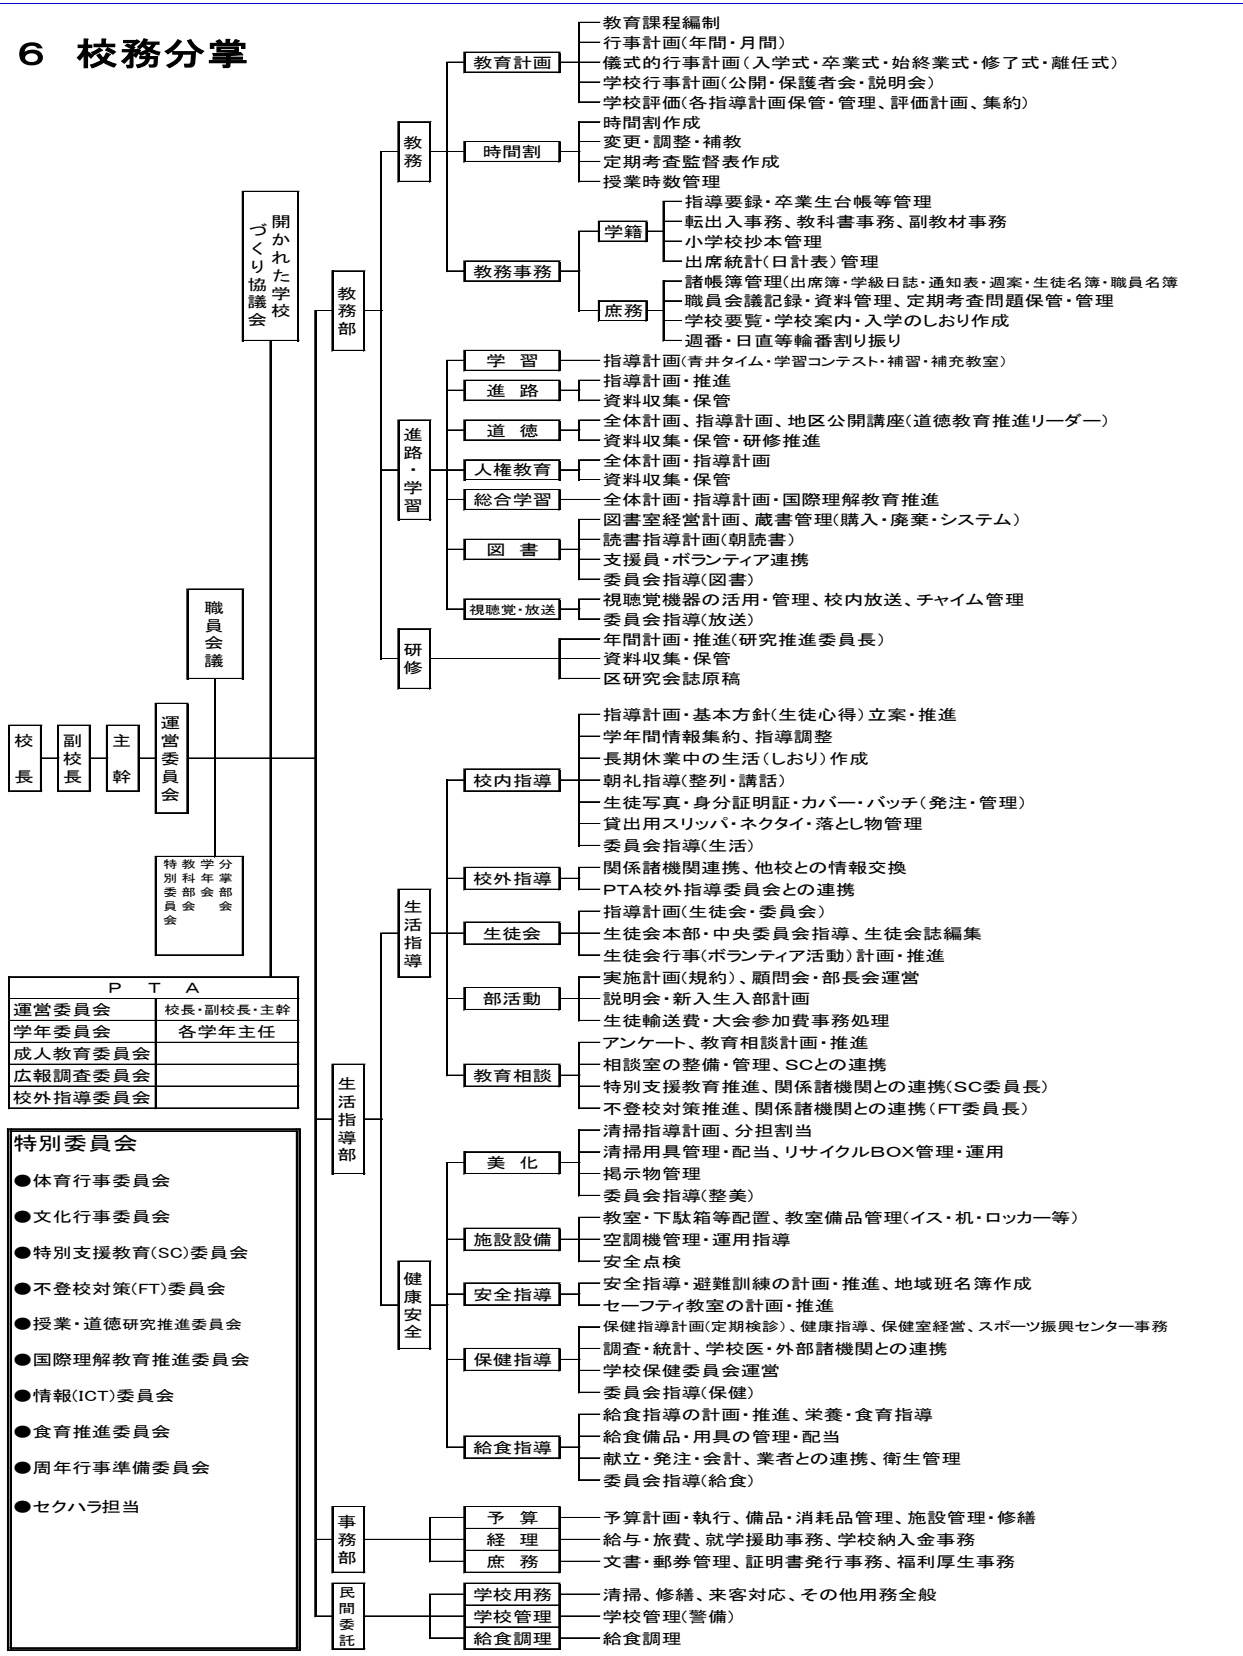 6 校務分掌
開かれた学校
づくり協議会
職員会議
校長
副校長
主幹
運営委員会
分掌部会
学年会
教科部会
特別委員会
P T A
運営委員会 校長・副校長・主幹
学年委員会 各学年主任
成人教育委員会
広報調査委員会
校外指導委員会
特別委員会
●体育行事委員会
●文化行事委員会
●特別支援教育(SC)委員会
●不登校対策(FT)委員会
●授業・道徳研究推進委員会
●国際理解教育推進委員会
●情報(ICT)委員会
●食育推進委員会
●周年行事準備委員会
●セクハラ担当
教務部
教務
教育計画
教育課程編制
行事計画(年間・月間)
儀式的行事計画(入学式・卒業式・始終業式・修了式・離任式)
学校行事計画(公開・保護者会・説明会)
学校評価(各指導計画保管・管理、評価計画、集約)
時間割
時間割作成
変更・調整・補教
定期考査監督表作成
授業時数管理
教務事務
学籍
指導要録・卒業生台帳等管理
転出入事務、教科書事務、副教材事務
小学校抄本管理
出席統計(日計表)管理
庶務
諸帳簿管理(出席簿・学級日誌・通知表・週案・生徒名簿・職員名簿
職員会議記録・資料管理、定期考査問題保管・管理
学校要覧・学校案内・入学のしおり作成
週番・日直等輪番割り振り
進路・学習
学 習
指導計画(青井タイム・学習コンテスト・補習・補充教室)
進 路
指導計画・推進
資料収集・保管
道 徳
全体計画、指導計画、地区公開講座(道徳教育推進リーダー)
資料収集・保管・研修推進
人権教育
全体計画・指導計画
資料収集・保管
総合学習
全体計画・指導計画・国際理解教育推進
図 書
図書室経営計画、蔵書管理(購入・廃棄・システム)
読書指導計画(朝読書)
支援員・ボランティア連携
委員会指導(図書)
視聴覚・放送
視聴覚機器の活用・管理、校内放送、チャイム管理
委員会指導(放送)
研修
年間計画・推進(研究推進委員長)
資料収集・保管
区研究会誌原稿
生活指導部
生活指導
校内指導
指導計画・基本方針(生徒心得)立案・推進
学年間情報集約、指導調整
長期休業中の生活(しおり)作成
朝礼指導(整列・講話)
生徒写真・身分証明証・カバー・バッチ(発注・管理)
貸出用スリッパ・ネクタイ・落とし物管理
委員会指導(生活)
校外指導
関係諸機関連携、他校との情報交換
PTA校外指導委員会との連携
生徒会
指導計画(生徒会・委員会)
生徒会本部・中央委員会指導、生徒会誌編集
生徒会行事(ボランティア活動)計画・推進
部活動
実施計画(規約)、顧問会・部長会運営
説明会・新入生入部計画
生徒輸送費・大会参加費事務処理
教育相談
アンケート、教育相談計画・推進
相談室の整備・管理、SCとの連携
特別支援教育推進、関係諸機関との連携(SC委員長)
不登校対策推進、関係諸機関との連携(FT委員長)
健康安全
美 化
清掃指導計画、分担割当
清掃用具管理・配当、リサイクルBOX管理・運用
掲示物管理
委員会指導(整美)
施設設備
教室・下駄箱等配置、教室備品管理(イス・机・ロッカー等)
空調機管理・運用指導
安全点検
安全指導
安全指導・避難訓練の計画・推進、地域班名簿作成
セーフティ教室の計画・推進
保健指導
保健指導計画(定期検診)、健康指導、保健室経営、スポーツ振興センター事務
調査・統計、学校医・外部諸機関との連携
学校保健委員会運営
委員会指導(保健)
給食指導
給食指導の計画・推進、栄養・食育指導
給食備品・用具の管理・配当
献立・発注・会計、業者との連携、衛生管理
委員会指導(給食)
事務部
予 算
予算計画・執行、備品・消耗品管理、施設管理・修繕
経 理
給与・旅費、就学援助事務、学校納入金事務
庶 務
文書・郵券管理、証明書発行事務、福利厚生事務
民間委託
学校用務
清掃、修繕、来客対応、その他用務全般
学校管理
学校管理(警備)
給食調理
給食調理